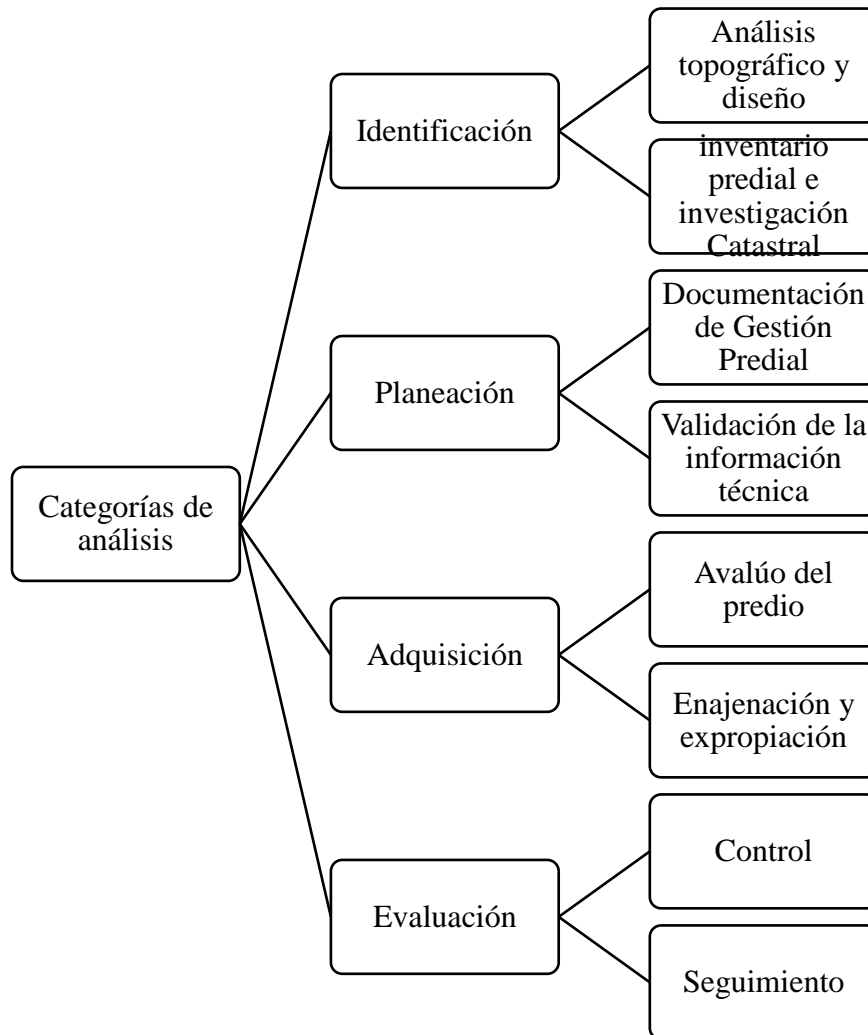 Categorías de
análisis
Identificación
Análisis
topográfico y
diseño
inventario
predial e
investigación
Catastral
Planeación
Documentación
de Gestión
Predial
Validación de la
información
técnica
Adquisición
Avalúo del
predio
Enajenación y
expropiación
Evaluación
Control
Seguimiento